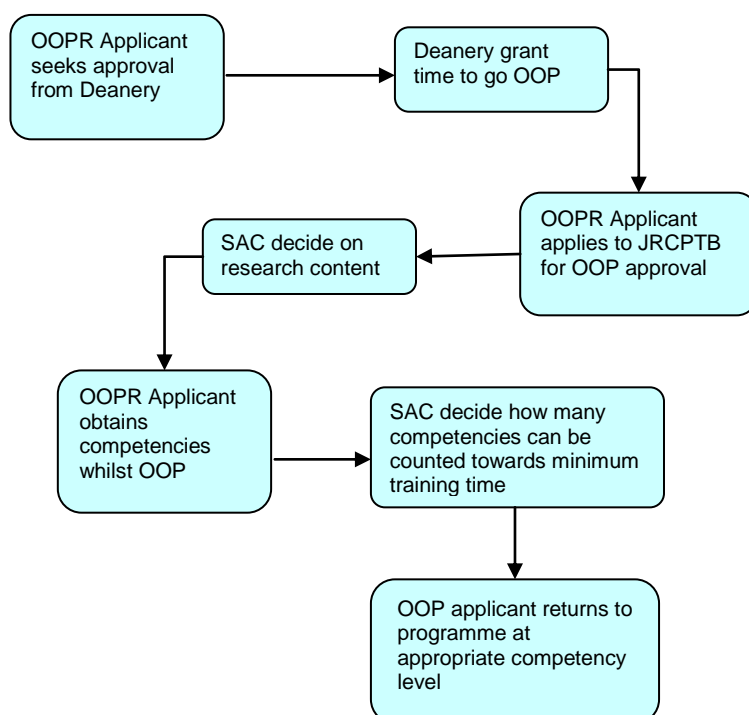 OOPR Applicant
seeks approval
from Deanery
Deanery grant
time to go OOP
OOPR Applicant
applies to JRCPTB
for OOP approval
SAC decide on
research content
OOPR Applicant
obtains
competencies
whilst OOP
SAC decide how many
competencies can be
counted towards minimum
training time
OOP applicant returns to
programme at
appropriate competency
level